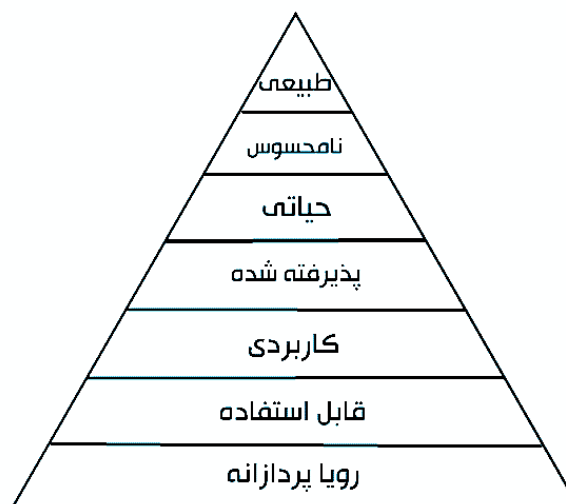 طبیعی
نامحسوس
حیاتی
پذیرفته شده
کاربردی
قابل استفاده
رویا پردازانه